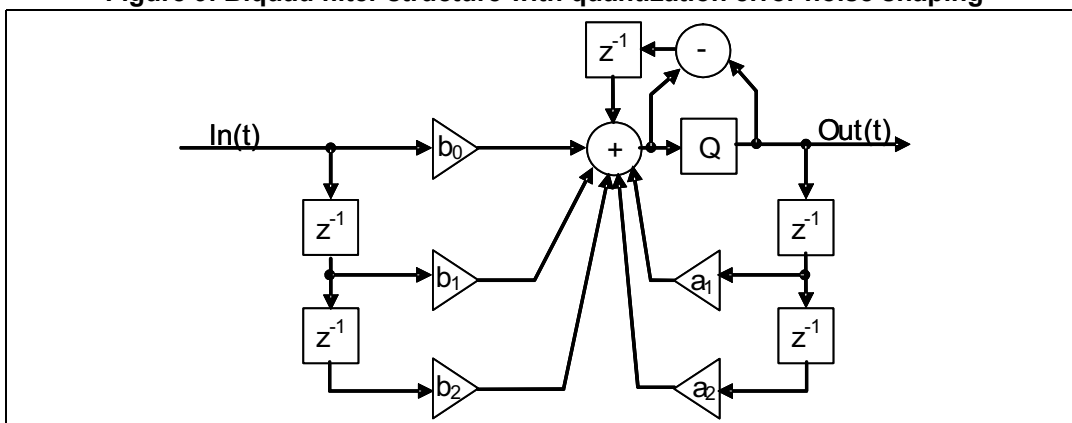 Figure 3. Biquad filter structure with quantization error noise shaping
z-1
-
In(t)
b0
+
Q
Out(t)
z-1
z-1
b1
a1
z-1
z-1
b2
a2